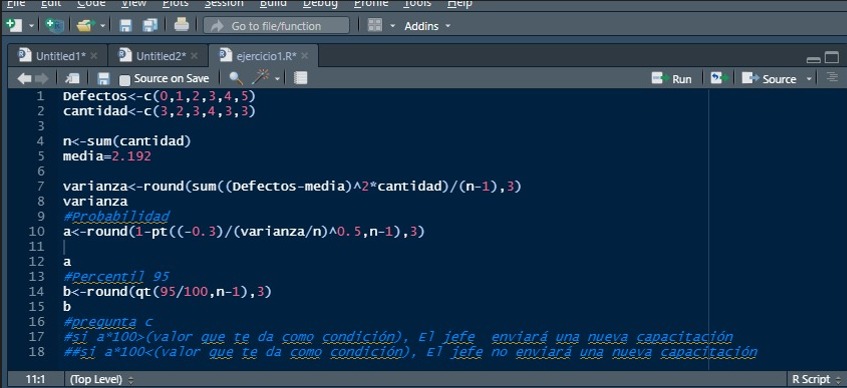 File Edit Code View Plots Session Build Debug Profile Tools Help
Go to file/function Addins
Untitled1* Untitled2* ejercicio1.R*
Source on Save Run Source
1 Defectos<-c(0,1,2,3,4,5)
2 cantidad<-c(3,2,3,4,3,3)
3
4 n<-sum(cantidad)
5 media=2.192
6
7 varianza<-round(sum((Defectos-media)^2*cantidad)/(n-1),3)
8 varianza
9 #Probabilidad
10 a<-round(1-pt((-0.3)/(varianza/n)^0.5,n-1),3)
11
12 a
13 #Percentil 95
14 b<-round(qt(95/100,n-1),3)
15 b
16 #pregunta c
17 #si a*100>(valor que te da como condición), El jefe enviará una nueva capacitación
18 ##si a*100<(valor que te da como condición), El jefe no enviará una nueva capacitación
11:1 (Top Level) R Script